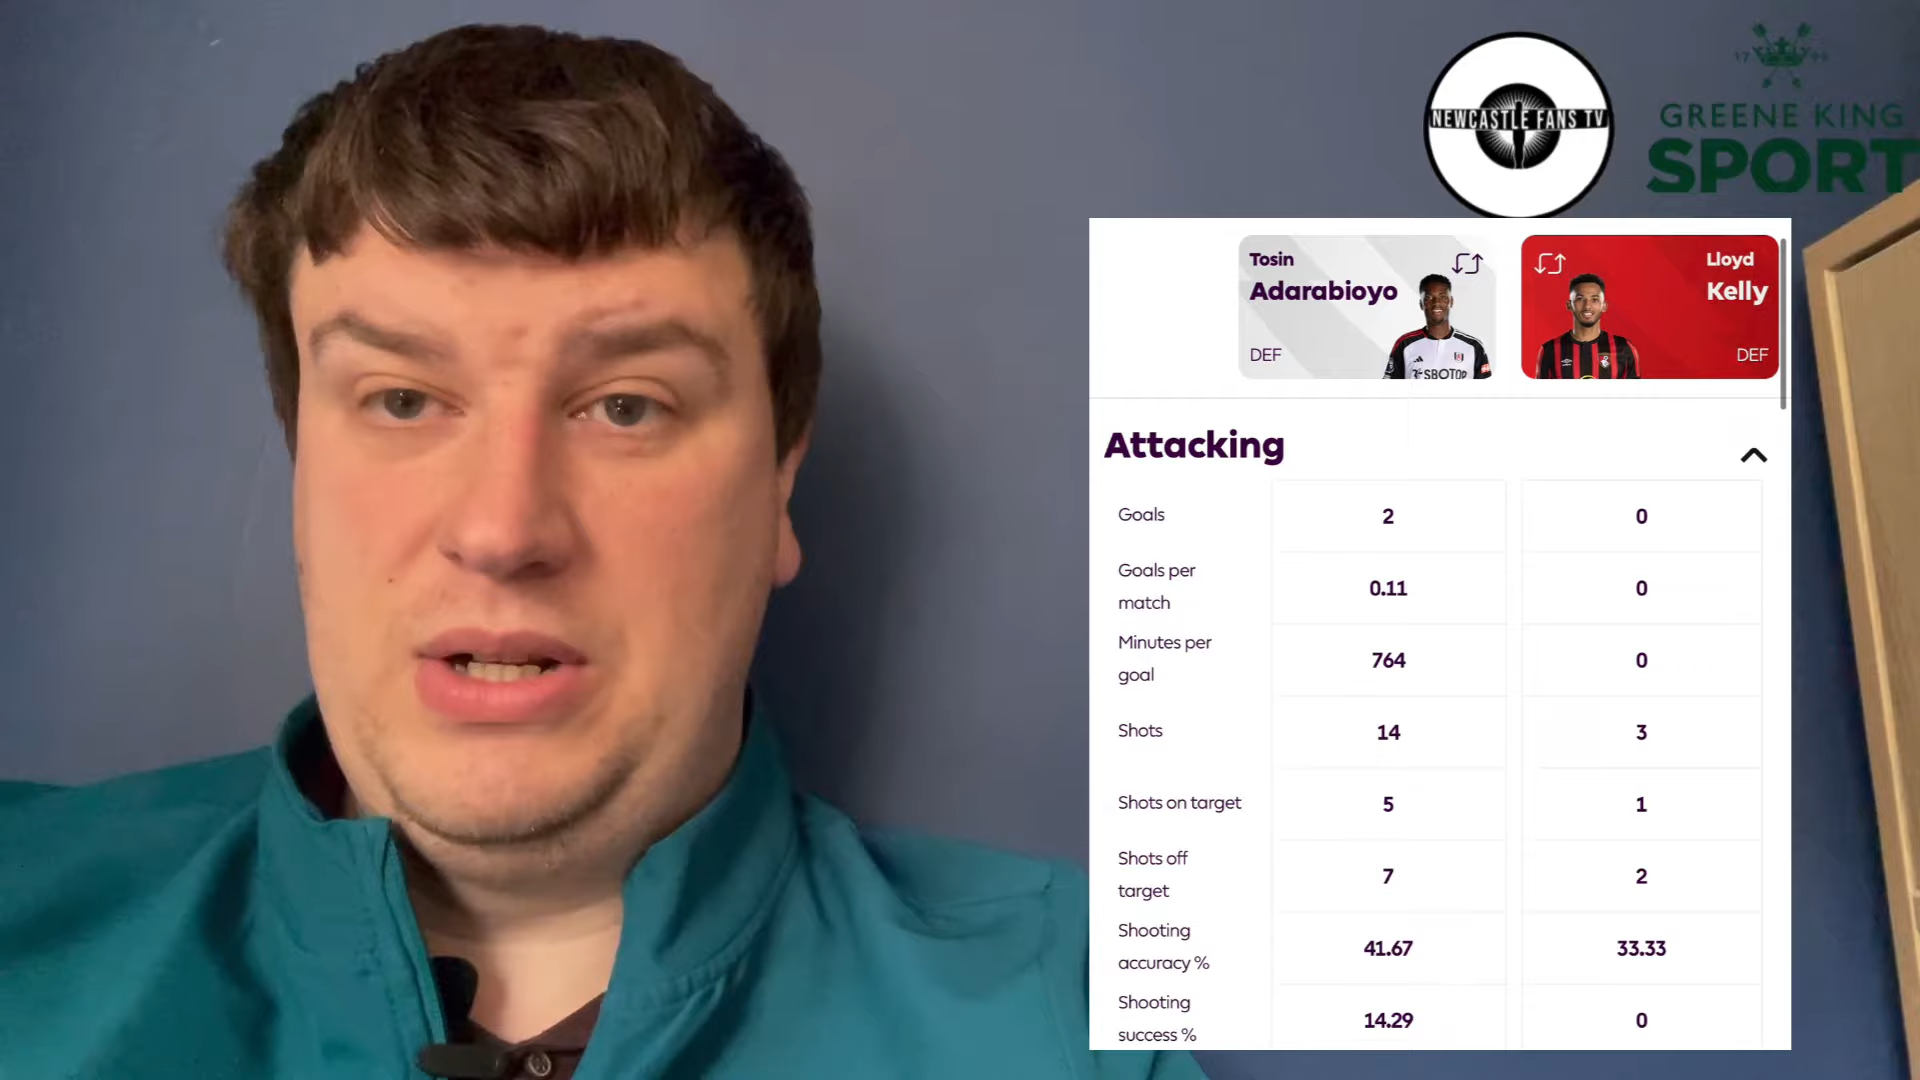 NEWCASTLE FANS TV
GREENE KING
SPORT
Tosin
Adarabioyo
DEF
SBOTOP
Lloyd
Kelly
DEF
Attacking
Goals 2 0
Goals per
match 0.11 0
Minutes per
goal 764 0
Shots 14 3
Shots on target 5 1
Shots off
target 7 2
Shooting
accuracy % 41.67 33.33
Shooting
success % 14.29 0